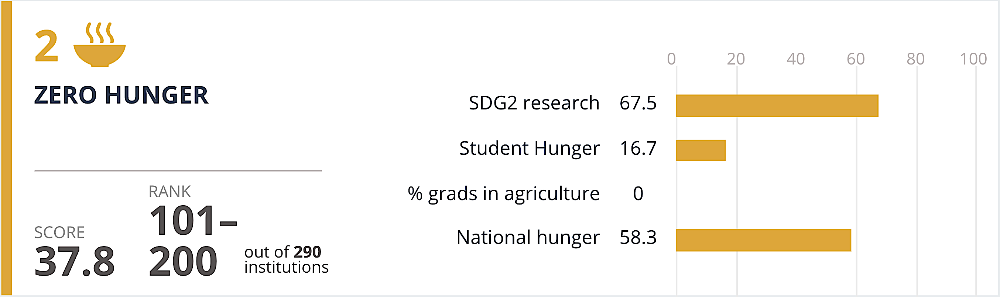 2
ZERO HUNGER
SCORE
37.8
RANK
101–
200
out of 290
institutions
0 20 40 60 80 100
SDG2 research 67.5
Student Hunger 16.7
% grads in agriculture 0
National hunger 58.3